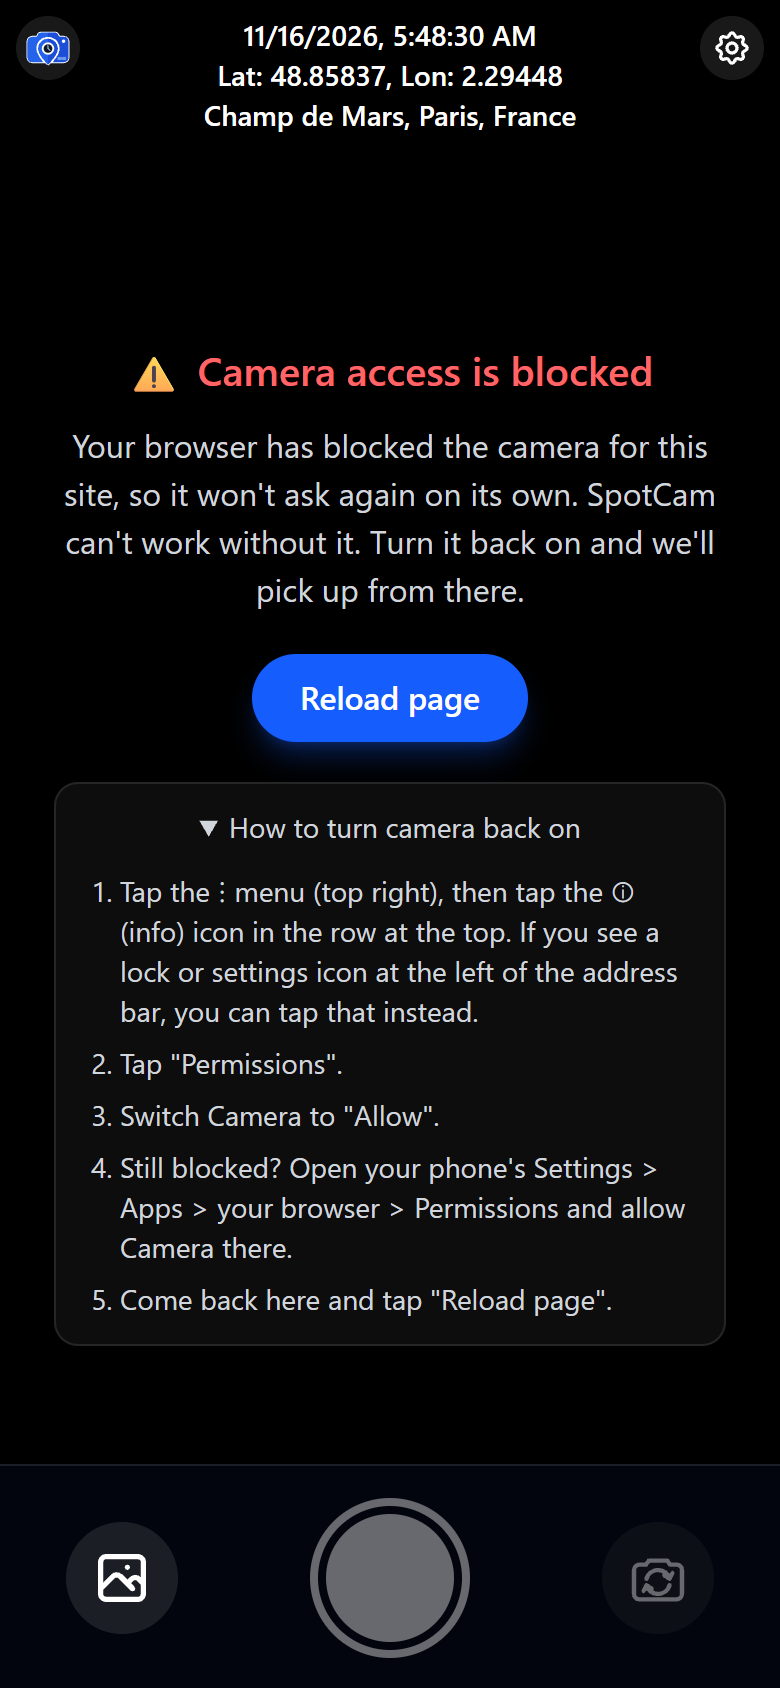 11/16/2026, 5:48:30 AM
Lat: 48.85837, Lon: 2.29448
Champ de Mars, Paris, France
Camera access is blocked
Your browser has blocked the camera for this
site, so it won't ask again on its own. SpotCam
can't work without it. Turn it back on and we'll
pick up from there.
Reload page
▼ How to turn camera back on
1. Tap the ⋮ menu (top right), then tap the ⓘ
(info) icon in the row at the top. If you see a
lock or settings icon at the left of the address
bar, you can tap that instead.
2. Tap "Permissions".
3. Switch Camera to "Allow".
4. Still blocked? Open your phone's Settings >
Apps > your browser > Permissions and allow
Camera there.
5. Come back here and tap "Reload page".